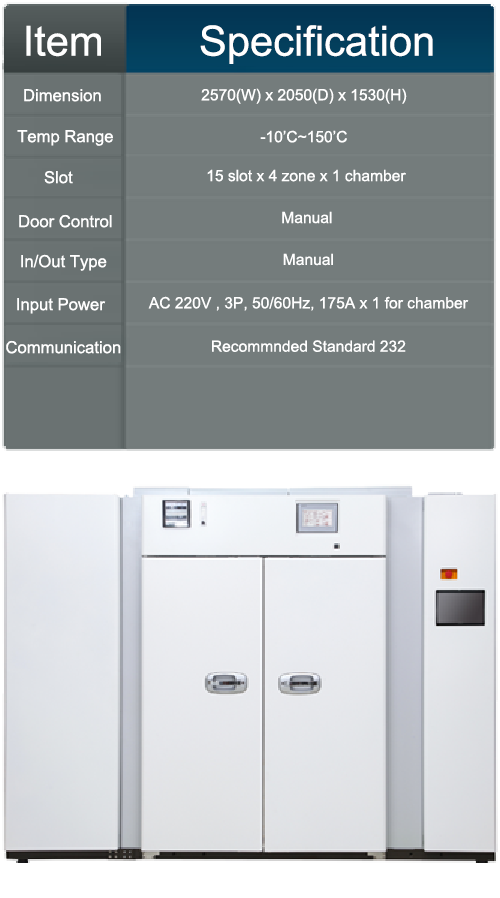 Item Specification
Dimension 2570(W) x 2050(D) x 1530(H)
Temp Range -10'C~150'C
Slot 15 slot x 4 zone x 1 chamber
Door Control Manual
In/Out Type Manual
Input Power AC 220V , 3P, 50/60Hz, 175A x 1 for chamber
Communication Recommnded Standard 232